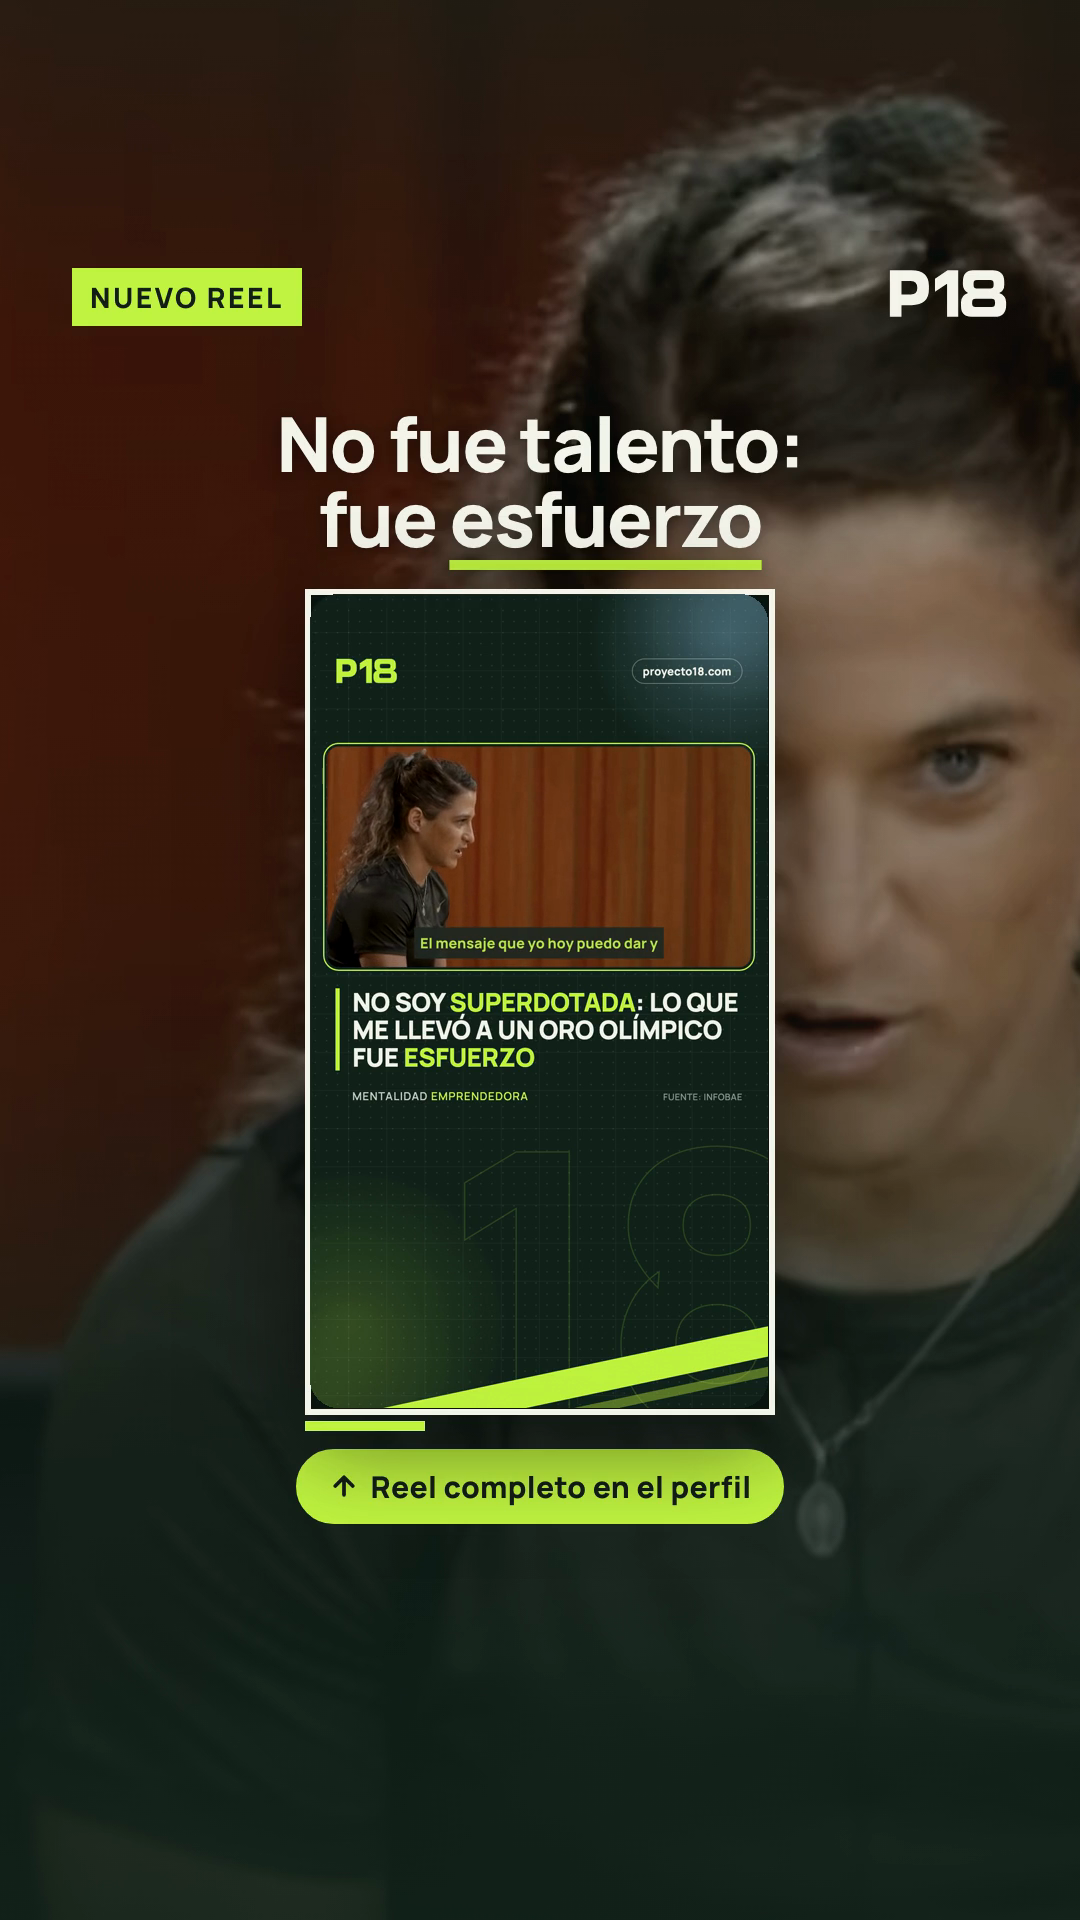 NUEVO REEL
P18
No fue talento:
fue esfuerzo
P18
proyecto18.com
El mensaje que yo hoy puedo dar y
NO SOY SUPERDOTADA: LO QUE
ME LLEVÓ A UN ORO OLÍMPICO
FUE ESFUERZO
MENTALIDAD EMPRENDEDORA
FUENTE: INFOBAE
18
↑ Reel completo en el perfil